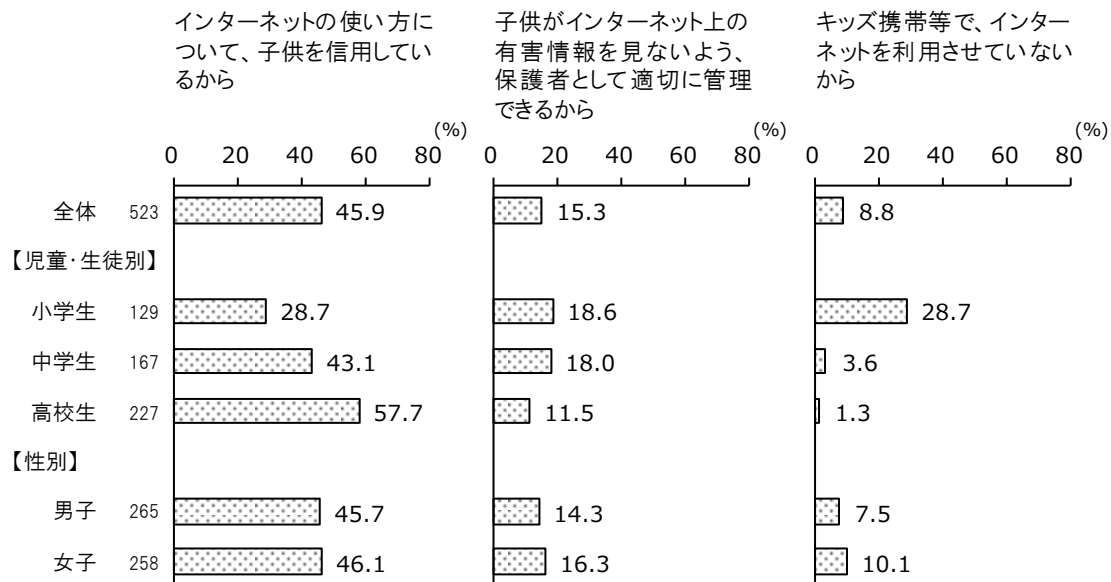 インターネットの使い方に
ついて、子供を信用してい
るから
子供がインターネット上の
有害情報を見ないよう、
保護者として適切に管理
できるから
キッズ携帯等で、インター
ネットを利用させていない
から
(%) (%) (%)
0 20 40 60 80 0 20 40 60 80 0 20 40 60 80
全体 523 45.9 15.3 8.8
【児童・生徒別】
小学生 129 28.7 18.6 28.7
中学生 167 43.1 18.0 3.6
高校生 227 57.7 11.5 1.3
【性別】
男子 265 45.7 14.3 7.5
女子 258 46.1 16.3 10.1